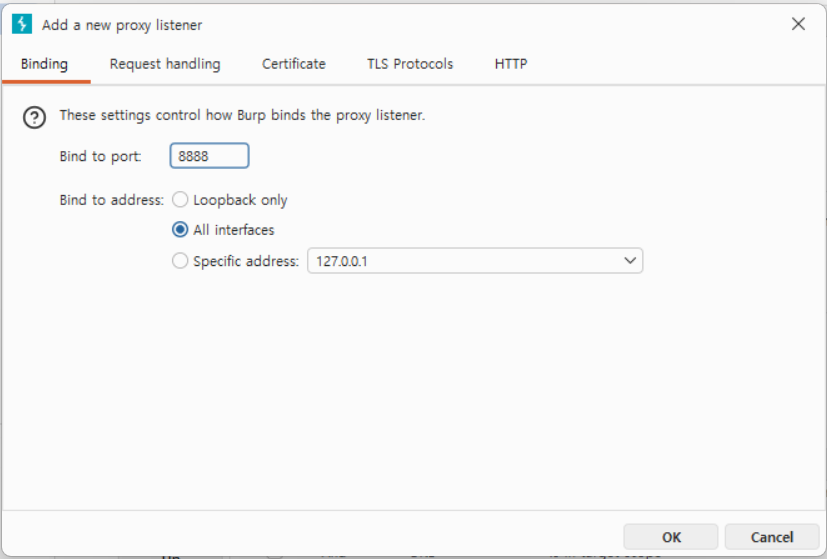 Add a new proxy listener
Binding Request handling Certificate TLS Protocols HTTP
These settings control how Burp binds the proxy listener.
Bind to port: 8888
Bind to address: Loopback only
All interfaces
Specific address: 127.0.0.1
OK Cancel